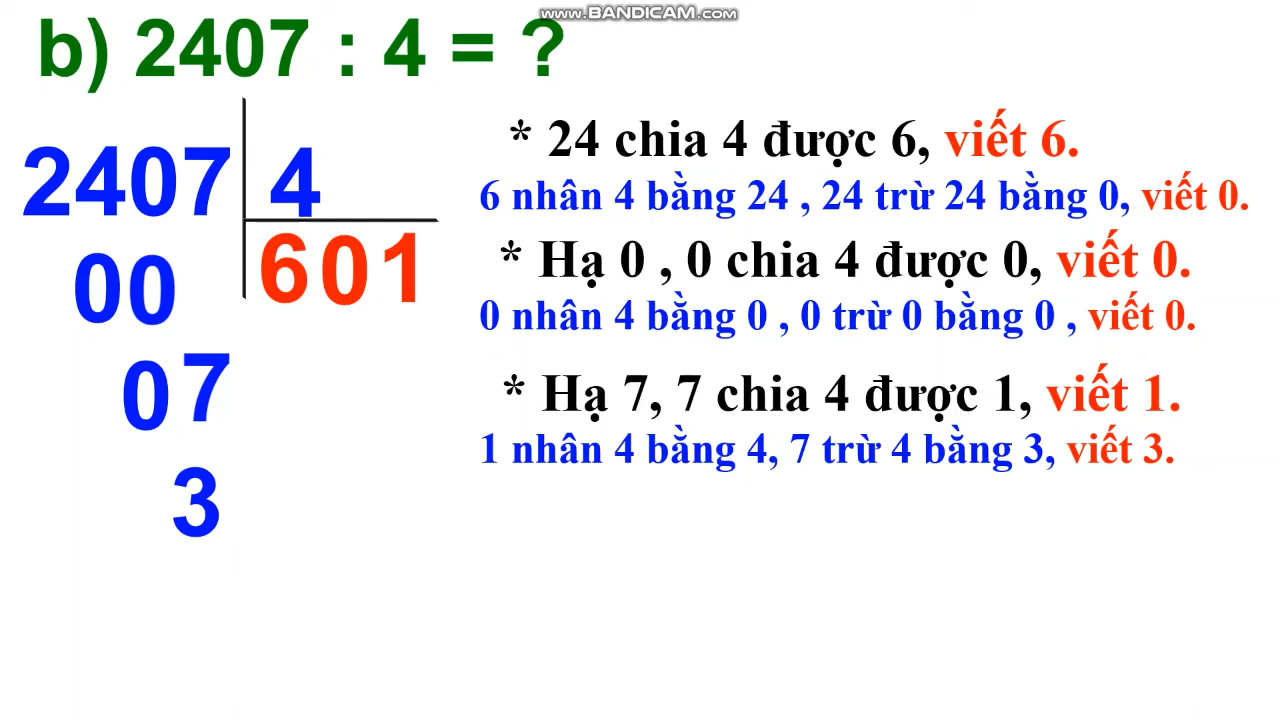 www.BANDICAM.com
b) 2407 : 4 = ?
2407 4
601
00
07
3
* 24 chia 4 được 6, viết 6.
6 nhân 4 bằng 24 , 24 trừ 24 bằng 0, viết 0.
* Hạ 0 , 0 chia 4 được 0, viết 0.
0 nhân 4 bằng 0 , 0 trừ 0 bằng 0 , viết 0.
* Hạ 7, 7 chia 4 được 1, viết 1.
1 nhân 4 bằng 4, 7 trừ 4 bằng 3, viết 3.